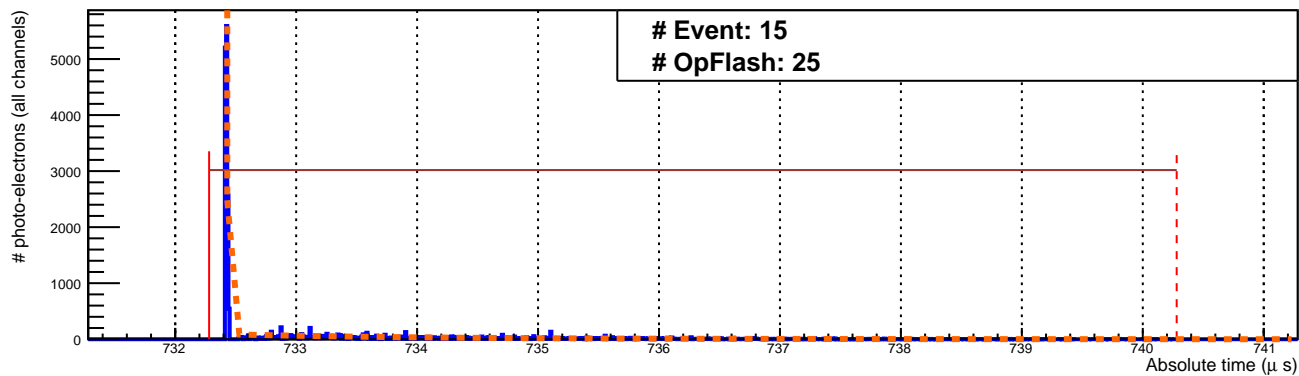 # Event: 15
# OpFlash: 25
# photo-electrons (all channels)
5000
4000
3000
2000
1000
0
732 733 734 735 736 737 738 739 740 741
Absolute time (μ s)